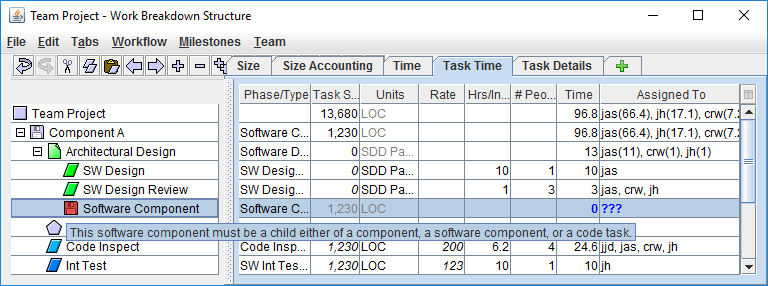 Team Project - Work Breakdown Structure
File Edit Tabs Workflow Milestones Team
Size Size Accounting Time Task Time Task Details
Phase/Type Task S... Units Rate Hrs/In... # Peo... Time Assigned To
Team Project 13,680 LOC 96.8 jas(66.4), jh(17.1), crw(7.2
Component A Software C... 1,230 LOC 96.8 jas(66.4), jh(17.1), crw(7.2
Architectural Design Software D... 0 SDD Pa... 13 jas(11), crw(1), jh(1)
SW Design SW Desig... 0 SDD Pa... 10 1 10 jas
SW Design Review SW Desig... 0 SDD Pa... 1 3 3 jas, crw, jh
Software Component Software C... 1,230 LOC 0 ???
This software component must be a child either of a component, a software component, or a code task.
Code Inspect Code Insp... 1,230 LOC 200 6.2 4 24.6 jjd, jas, crw, jh
Int Test SW Int Tes... 1,230 LOC 123 10 1 10 jh